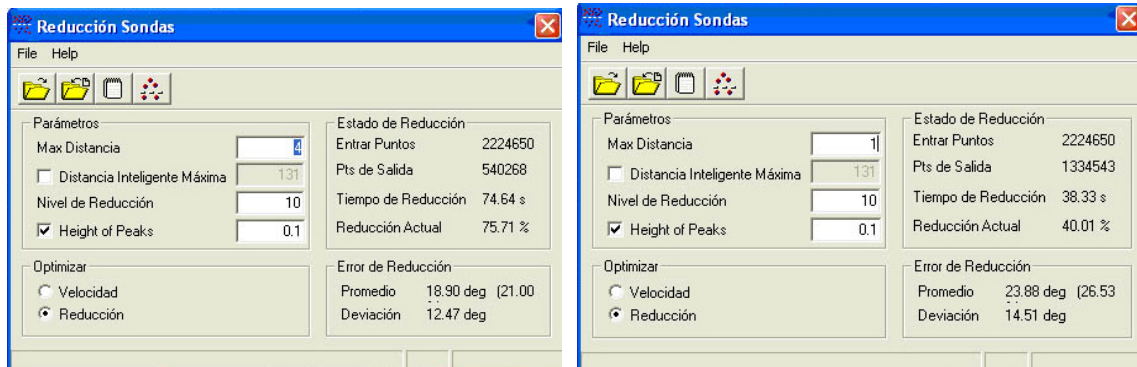 Reducción Sondas
File Help
Parámetros
Max Distancia 4
Distancia Inteligente Máxima 131
Nivel de Reducción 10
Height of Peaks 0.1
Estado de Reducción
Entrar Puntos 2224650
Pts de Salida 540268
Tiempo de Reducción 74.64 s
Reducción Actual 75.71 %
Optimizar
Velocidad
Reducción
Error de Reducción
Promedio 18.90 deg (21.00
Deviación 12.47 deg
Reducción Sondas
File Help
Parámetros
Max Distancia 1
Distancia Inteligente Máxima 131
Nivel de Reducción 10
Height of Peaks 0.1
Estado de Reducción
Entrar Puntos 2224650
Pts de Salida 1334543
Tiempo de Reducción 38.33 s
Reducción Actual 40.01 %
Optimizar
Velocidad
Reducción
Error de Reducción
Promedio 23.88 deg (26.53
Deviación 14.51 deg